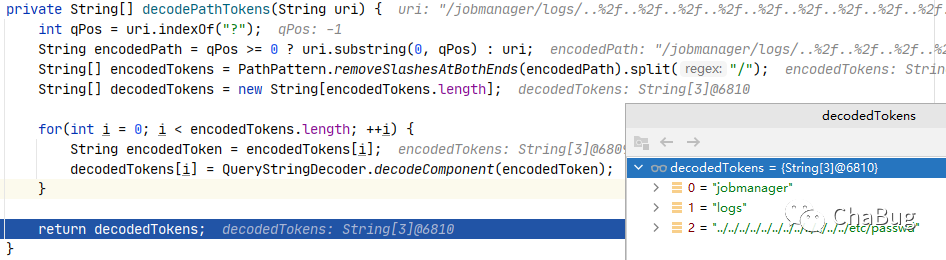 private String[] decodePathTokens(String uri) { uri: "/jobmanager/logs/..%2f..%2f..%2f..%2f..%2f..%2f..%2f..%2f..%2f..
int qPos = uri.indexOf("?"); qPos: -1
String encodedPath = qPos >= 0 ? uri.substring(0, qPos) : uri; encodedPath: "/jobmanager/logs/..%2f..%2f..%2f..
String[] encodedTokens = PathPattern.removeSlashesAtBothEnds(encodedPath).split( regex: "/"); encodedTokens: Strin
String[] decodedTokens = new String[encodedTokens.length]; decodedTokens: String[3]@6810
for(int i = 0; i < encodedTokens.length; ++i) {
String encodedToken = encodedTokens[i]; encodedTokens: String[3]@6809
decodedTokens[i] = QueryStringDecoder.decodeComponent(encodedToken);
}
return decodedTokens; decodedTokens: String[3]@6810
}
decodedTokens
decodedTokens = {String[3]@6810}
0 = "jobmanager"
1 = "logs"
2 = "../../../../../../../../../../../../etc/passwd"
ChaBug